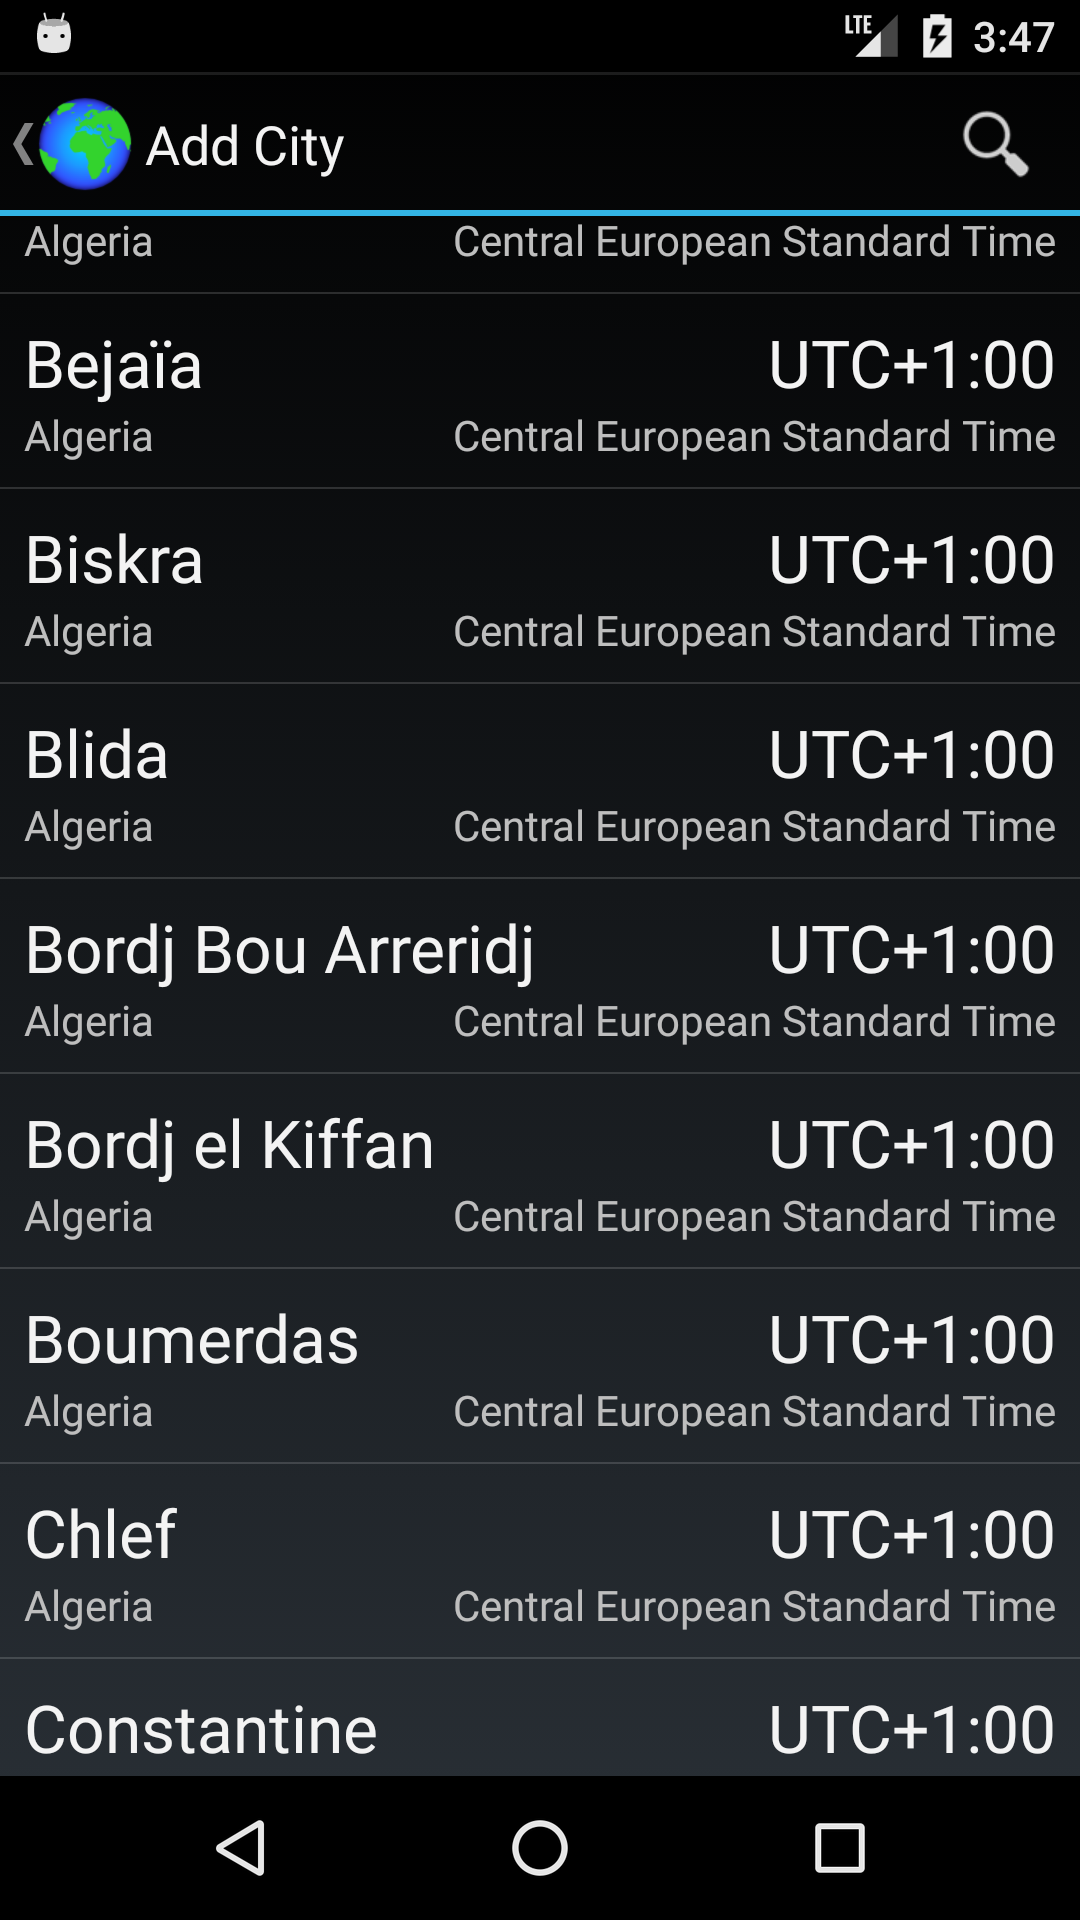 LTE 3:47
Add City
Algeria Central European Standard Time
Bejaïa UTC+1:00
Algeria Central European Standard Time
Biskra UTC+1:00
Algeria Central European Standard Time
Blida UTC+1:00
Algeria Central European Standard Time
Bordj Bou Arreridj UTC+1:00
Algeria Central European Standard Time
Bordj el Kiffan UTC+1:00
Algeria Central European Standard Time
Boumerdas UTC+1:00
Algeria Central European Standard Time
Chlef UTC+1:00
Algeria Central European Standard Time
Constantine UTC+1:00